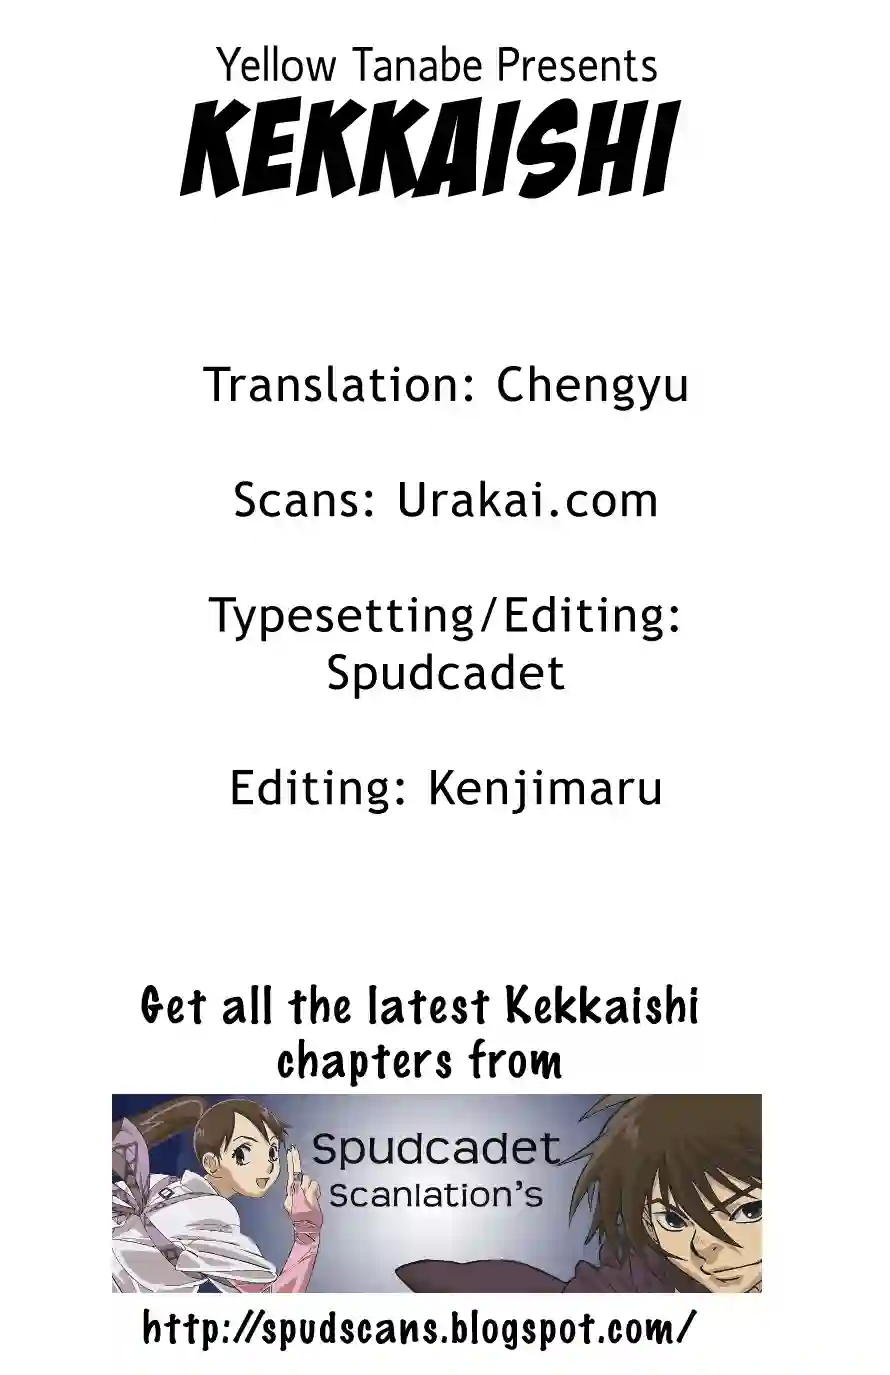 Yellow Tanabe Presents
KEKKAISHI
Translation: Chengyu
Scans: Urakai.com
Typesetting/Editing:
Spudcadet
Editing: Kenjimaru
Get all the latest Kekkaishi
chapters from
Spudcadet
Scanlation's
http://spudscans.blogspot.com/